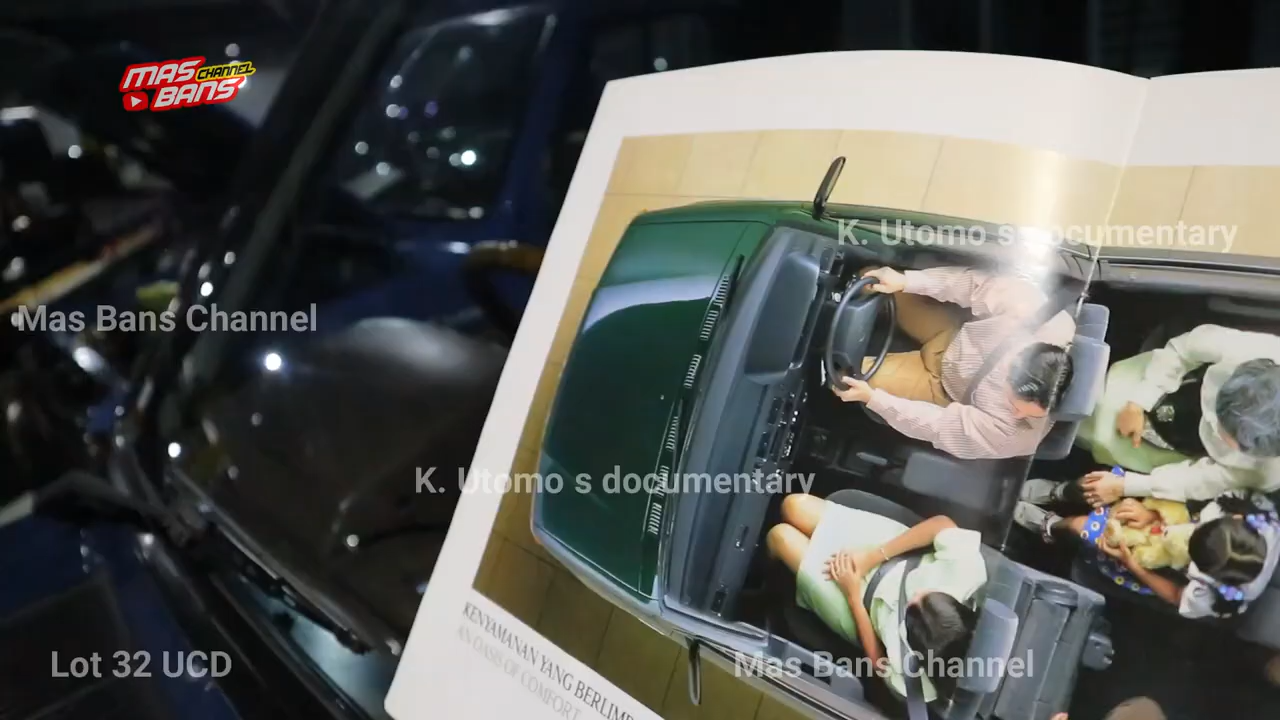 MAS CHANNEL
BANS
K. Utomo s documentary
Mas Bans Channel
K. Utomo s documentary
KENYAMANAN YANG
AN OASIS OF COMFORT
Lot 32 UCD
Mas Bans Channel